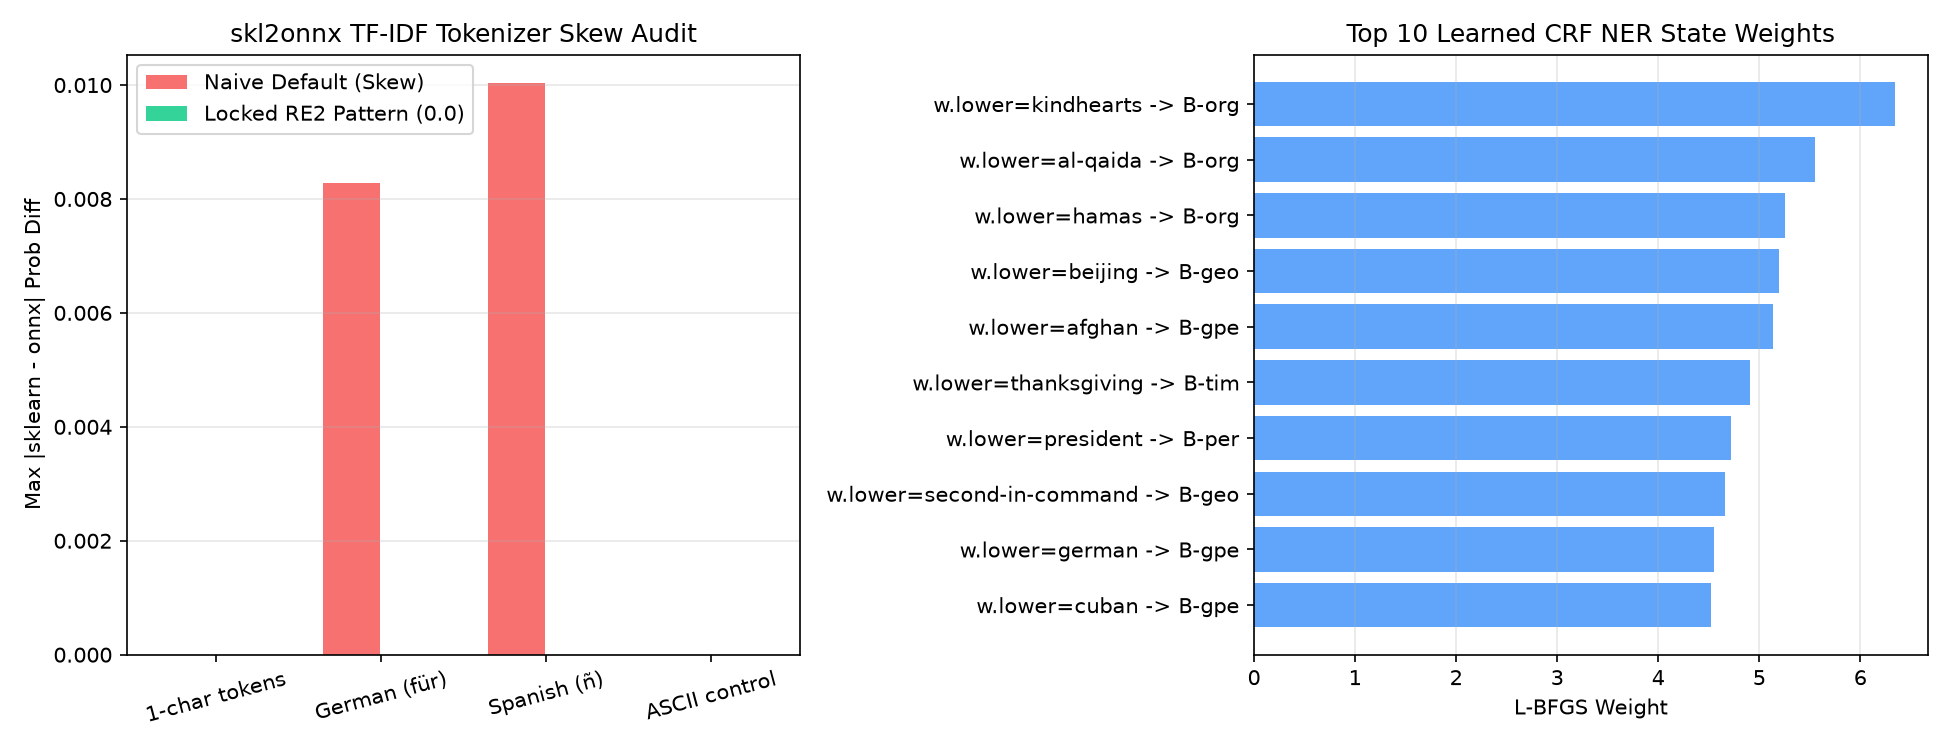 skl2onnx TF-IDF Tokenizer Skew Audit
Naive Default (Skew)
Locked RE2 Pattern (0.0)
Max |sklearn - onnx| Prob Diff
0.010
0.008
0.006
0.004
0.002
0.000
1-char tokens
German (für)
Spanish (ñ)
ASCII control
Top 10 Learned CRF NER State Weights
w.lower=kindhearts -> B-org
w.lower=al-qaida -> B-org
w.lower=hamas -> B-org
w.lower=beijing -> B-geo
w.lower=afghan -> B-gpe
w.lower=thanksgiving -> B-tim
w.lower=president -> B-per
w.lower=second-in-command -> B-geo
w.lower=german -> B-gpe
w.lower=cuban -> B-gpe
0 1 2 3 4 5 6
L-BFGS Weight